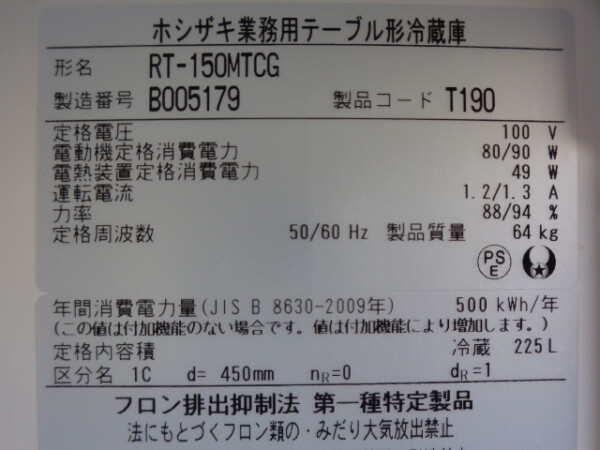 ホシザキ業務用テーブル形冷蔵庫
形名 RT-150MTCG
製造番号 B005179 製品コード T190
定格電圧 100 V
電動機定格消費電力 80/90 W
電熱装置定格消費電力 49 W
運転電流 1.2/1.3 A
力率 88/94 %
定格周波数 50/60 Hz 製品質量 64 kg
PS
E
年間消費電力量(JIS B 8630-2009年) 500 kWh/年
(この値は付加機能のない場合です。値は付加機能により増加します。)
定格内容積 冷蔵 225L
区分名 1C d= 450mm nR=0 dR=1
フロン排出抑制法 第一種特定製品
法にもとづくフロン類の・みだり大気放出禁止